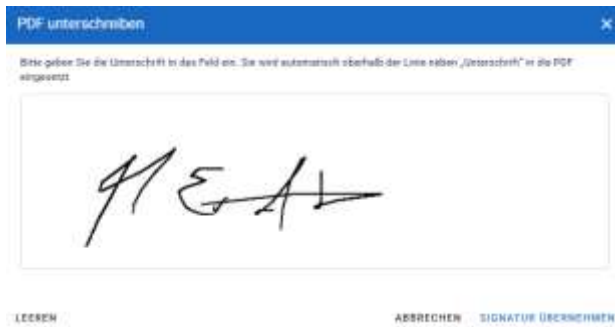 PDF unterschreiben
Bitte geben Sie die Unterschrift in das Feld ein. Sie wird automatisch oberhalb der Linie neben „Unterschrift" in die PDF
eingesetzt
LEEREN
ABBRECHEN SIGNATUR ÜBERNEHMEN